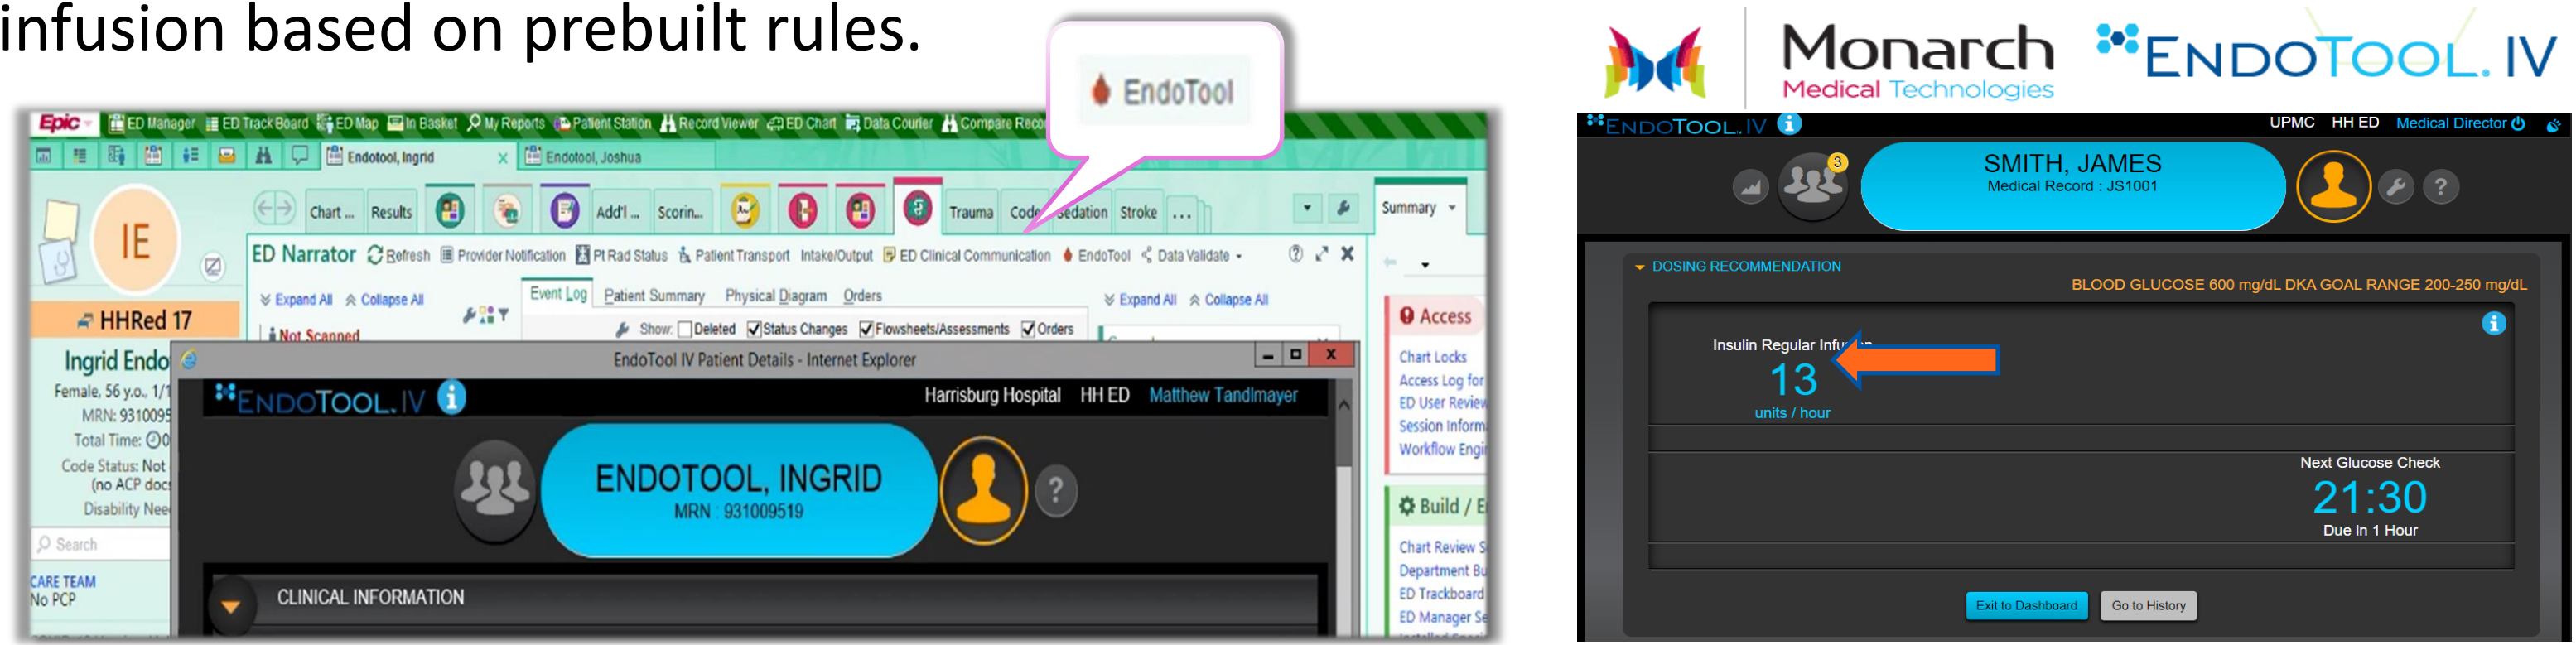 infusion based on prebuilt rules.
EndoTool
Epic ED Manager ED Track Board ED Map In Basket My Reports Patient Station Record Viewer ED Chart Data Courier Compare
Endotool, Ingrid Endotool, Joshua
IE
Chart ... Results Add'l ... Scorin... Trauma Stroke ...
ED Narrator Refresh Provider Notification Pt Rad Status Patient Transport Intake/Output ED Clinical Communication EndoTool Data Validate
Expand All Collapse All Event Log Patient Summary Physical Diagram Orders Expand All Collapse All
HHRed 17
Not Scanned
Show: Deleted Status Changes Flowsheets/Assessments Orders
Ingrid Endo
Female, 56 y.o., 1/1
MRN: 9310095
Total Time: 0
Code Status: Not
(no ACP docs
Disability Nee
Search
CARE TEAM
No PCP
EndoTool IV Patient Details - Internet Explorer
ENDOTOOL. IV Harrisburg Hospital HH ED Matthew Tandlmayer
ENDOTOOL, INGRID
MRN : 931009519
?
CLINICAL INFORMATION
Summary
Access
Chart Locks
Access Log for
ED User Review
Session Inform
Workflow Engi
Build / E
Chart Review S
Department Bu
ED Trackboard
ED Manager Se
Monarch
Medical Technologies
ENDOTOOL. IV
ENDOTOOL. IV UPMC HH ED Medical Director
3
SMITH, JAMES
Medical Record : JS1001
?
DOSING RECOMMENDATION
BLOOD GLUCOSE 600 mg/dL DKA GOAL RANGE 200-250 mg/dL
Insulin Regular
13
units / hour
Next Glucose Check
21:30
Due in 1 Hour
Exit to Dashboard Go to History